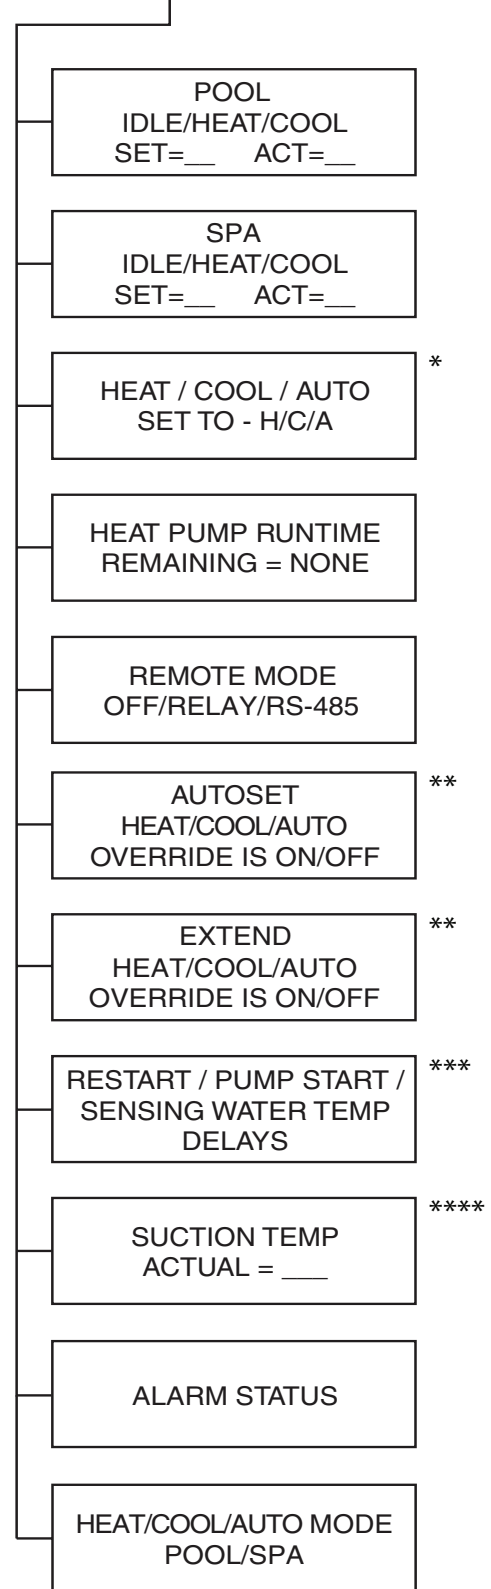 POOL
IDLE/HEAT/COOL
SET=__ ACT=__
SPA
IDLE/HEAT/COOL
SET=__ ACT=__
*
HEAT / COOL / AUTO
SET TO - H/C/A
HEAT PUMP RUNTIME
REMAINING = NONE
REMOTE MODE
OFF/RELAY/RS-485
**
AUTOSET
HEAT/COOL/AUTO
OVERRIDE IS ON/OFF
**
EXTEND
HEAT/COOL/AUTO
OVERRIDE IS ON/OFF
***
RESTART / PUMP START /
SENSING WATER TEMP
DELAYS
****
SUCTION TEMP
ACTUAL = ___
ALARM STATUS
HEAT/COOL/AUTO MODE
POOL/SPA